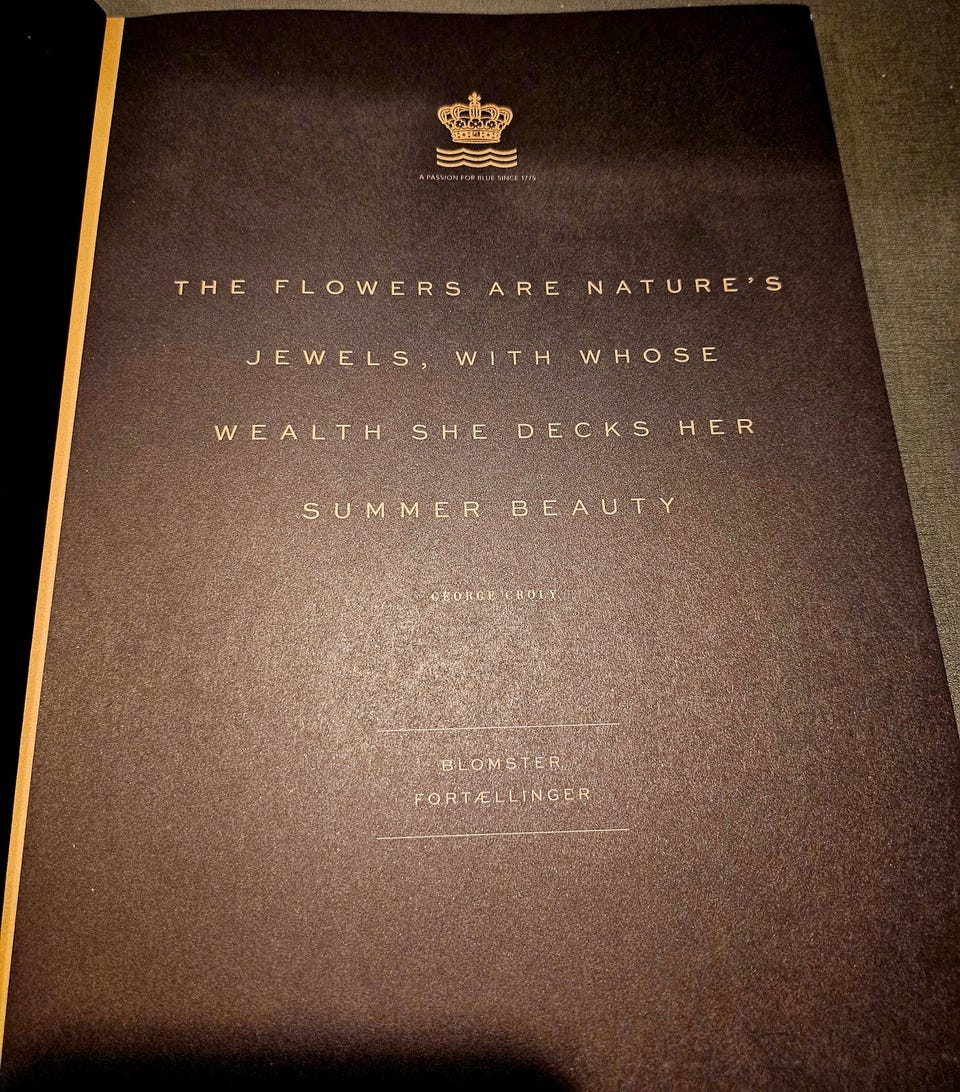 A PASSION FOR BLUE SINCE 1775
THE FLOWERS ARE NATURE'S
JEWELS, WITH WHOSE
WEALTH SHE DECKS HER
SUMMER BEAUTY
GEORGE CROLY
BLOMSTER
FORTÆLLINGER